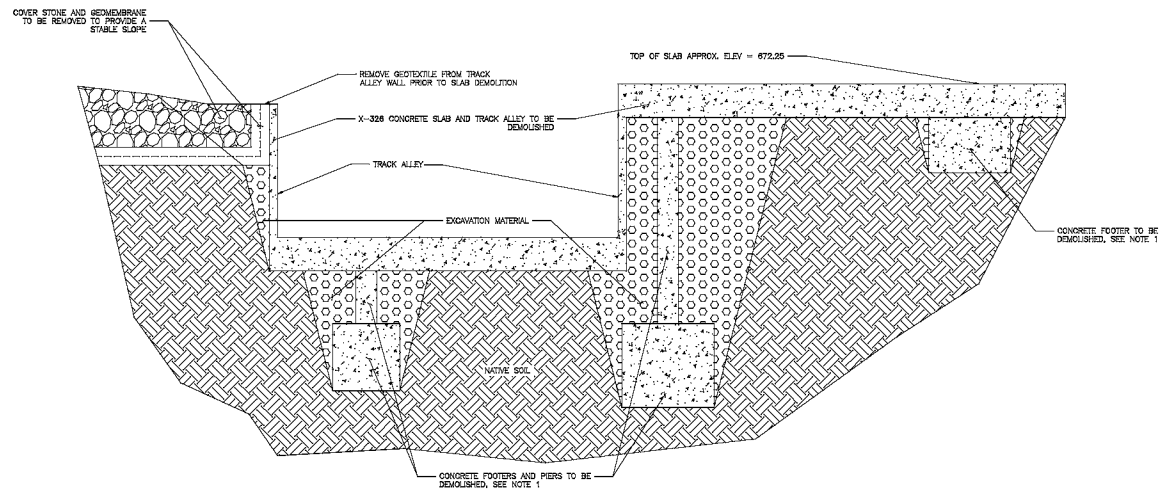 COVER STONE AND GEOMEMBRANE
TO BE REMOVED TO PROVIDE A
STABLE SLOPE
TOP OF SLAB APPROX. ELEV = 672.25
REMOVE GEOTEXTILE FROM TRACK
ALLEY WALL PRIOR TO SLAB DEMOLITION
X-326 CONCRETE SLAB AND TRACK ALLEY TO BE
DEMOLISHED
TRACK ALLEY
EXCAVATION MATERIAL
CONCRETE FOOTER TO BE
DEMOLISHED, SEE NOTE 1
NATIVE SOIL
CONCRETE FOOTERS AND PIERS TO BE
DEMOLISHED, SEE NOTE 1